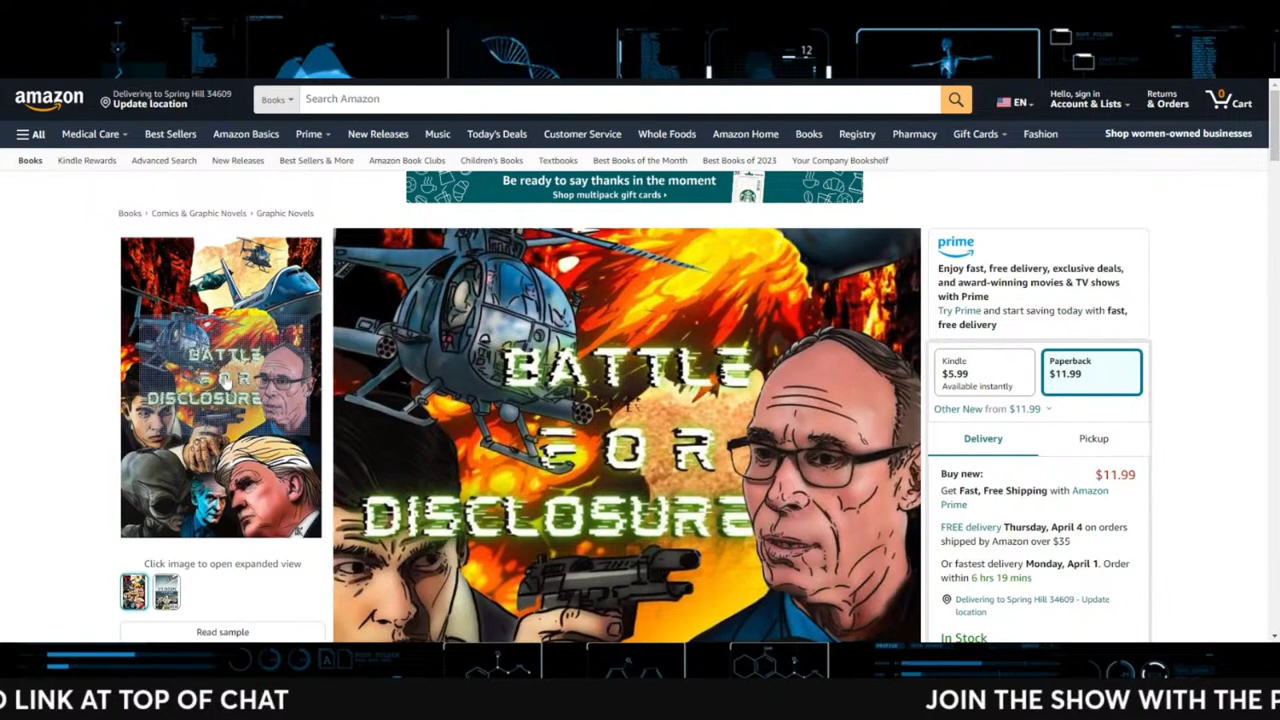 12
amazon
Delivering to Spring Hill 34609
Update location
Books
Search Amazon
EN
Hello, sign in
Account & Lists
Returns
& Orders
0
Cart
All
Medical Care
Best Sellers
Amazon Basics
Prime
New Releases
Music
Today's Deals
Customer Service
Whole Foods
Amazon Home
Books
Registry
Pharmacy
Gift Cards
Fashion
Shop women-owned businesses
Books
Kindle Rewards
Advanced Search
New Releases
Best Sellers & More
Amazon Book Clubs
Children's Books
Textbooks
Best Books of the Month
Best Books of 2023
Your Company Bookshelf
Be ready to say thanks in the moment
Shop multipack gift cards ›
Books › Comics & Graphic Novels › Graphic Novels
BATTLE
FOR
DISCLOSURE
Click image to open expanded view
Read sample
BATTLE
FOR
DISCLOSURE
prime
Enjoy fast, free delivery, exclusive deals,
and award-winning movies & TV shows
with Prime
Try Prime and start saving today with fast,
free delivery
Kindle
$5.99
Available instantly
Paperback
$11.99
Other New from $11.99
Delivery
Pickup
Buy new:
$11.99
Get Fast, Free Shipping with Amazon
Prime
FREE delivery Thursday, April 4 on orders
shipped by Amazon over $35
Or fastest delivery Monday, April 1. Order
within 6 hrs 19 mins
Delivering to Spring Hill 34609 - Update
location
In Stock
LINK AT TOP OF CHAT
JOIN THE SHOW WITH THE